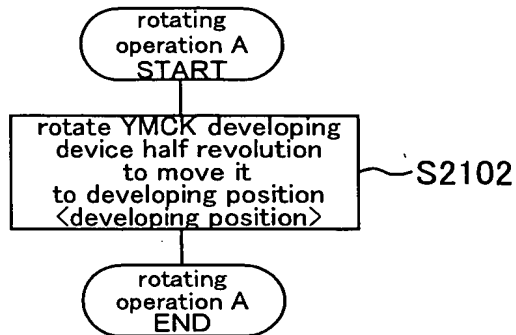 rotating
operation A
START
rotate YMCK developing
device half revolution
to move it
to developing position
<developing position>
S2102
rotating
operation A
END